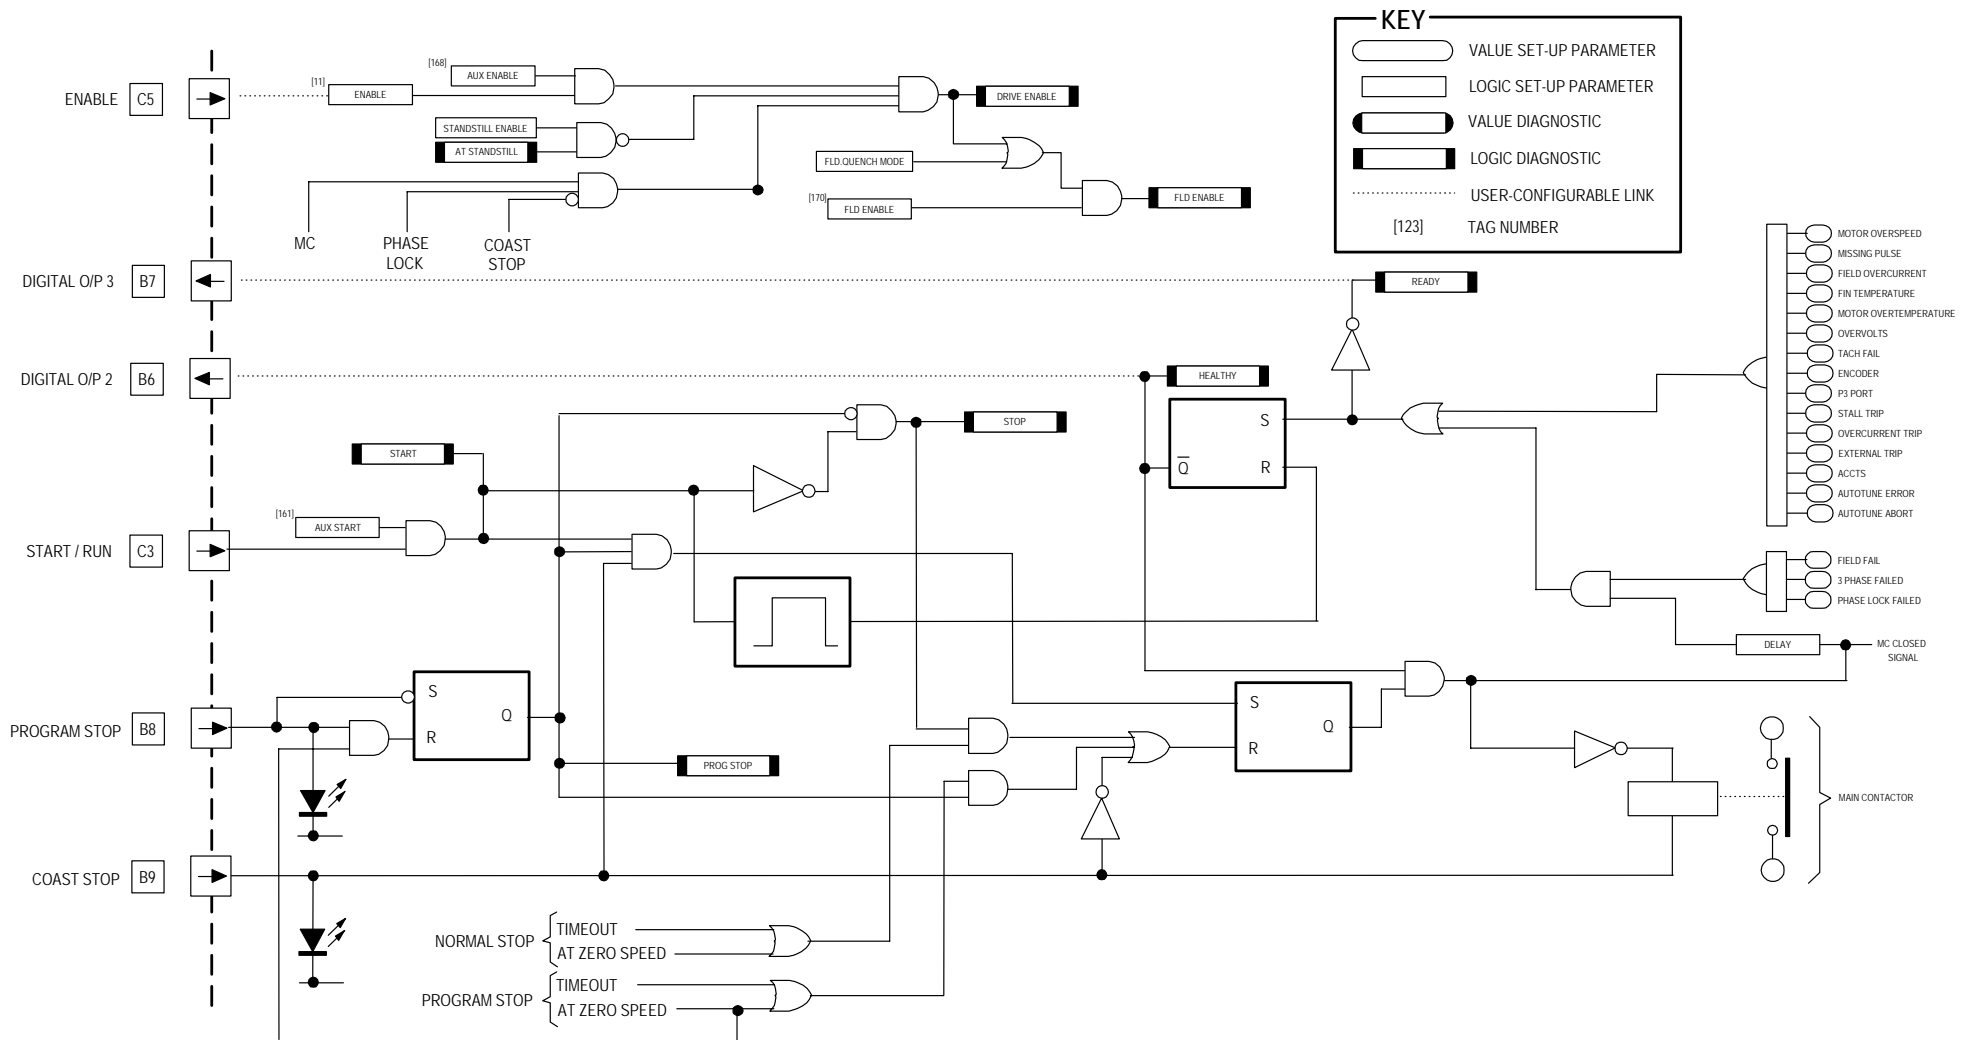 KEY
VALUE SET-UP PARAMETER
LOGIC SET-UP PARAMETER
VALUE DIAGNOSTIC
LOGIC DIAGNOSTIC
USER-CONFIGURABLE LINK
[123] TAG NUMBER
ENABLE C5
[11]
ENABLE
[168]
AUX ENABLE
STANDSTILL ENABLE
AT STANDSTILL
DRIVE ENABLE
FLD.QUENCH MODE
[170]
FLD ENABLE
FLD ENABLE
MC
PHASE
LOCK
COAST
STOP
DIGITAL O/P 3 B7
READY
DIGITAL O/P 2 B6
HEALTHY
STOP
START
S
Q
R
[161]
AUX START
START / RUN C3
MOTOR OVERSPEED
MISSING PULSE
FIELD OVERCURRENT
FIN TEMPERATURE
MOTOR OVERTEMPERATURE
OVERVOLTS
TACH FAIL
ENCODER
P3 PORT
STALL TRIP
OVERCURRENT TRIP
EXTERNAL TRIP
ACCTS
AUTOTUNE ERROR
AUTOTUNE ABORT
FIELD FAIL
3 PHASE FAILED
PHASE LOCK FAILED
DELAY
MC CLOSED
SIGNAL
PROGRAM STOP B8
S
Q
R
PROG STOP
S
Q
R
MAIN CONTACTOR
COAST STOP B9
NORMAL STOP
TIMEOUT
AT ZERO SPEED
PROGRAM STOP
TIMEOUT
AT ZERO SPEED